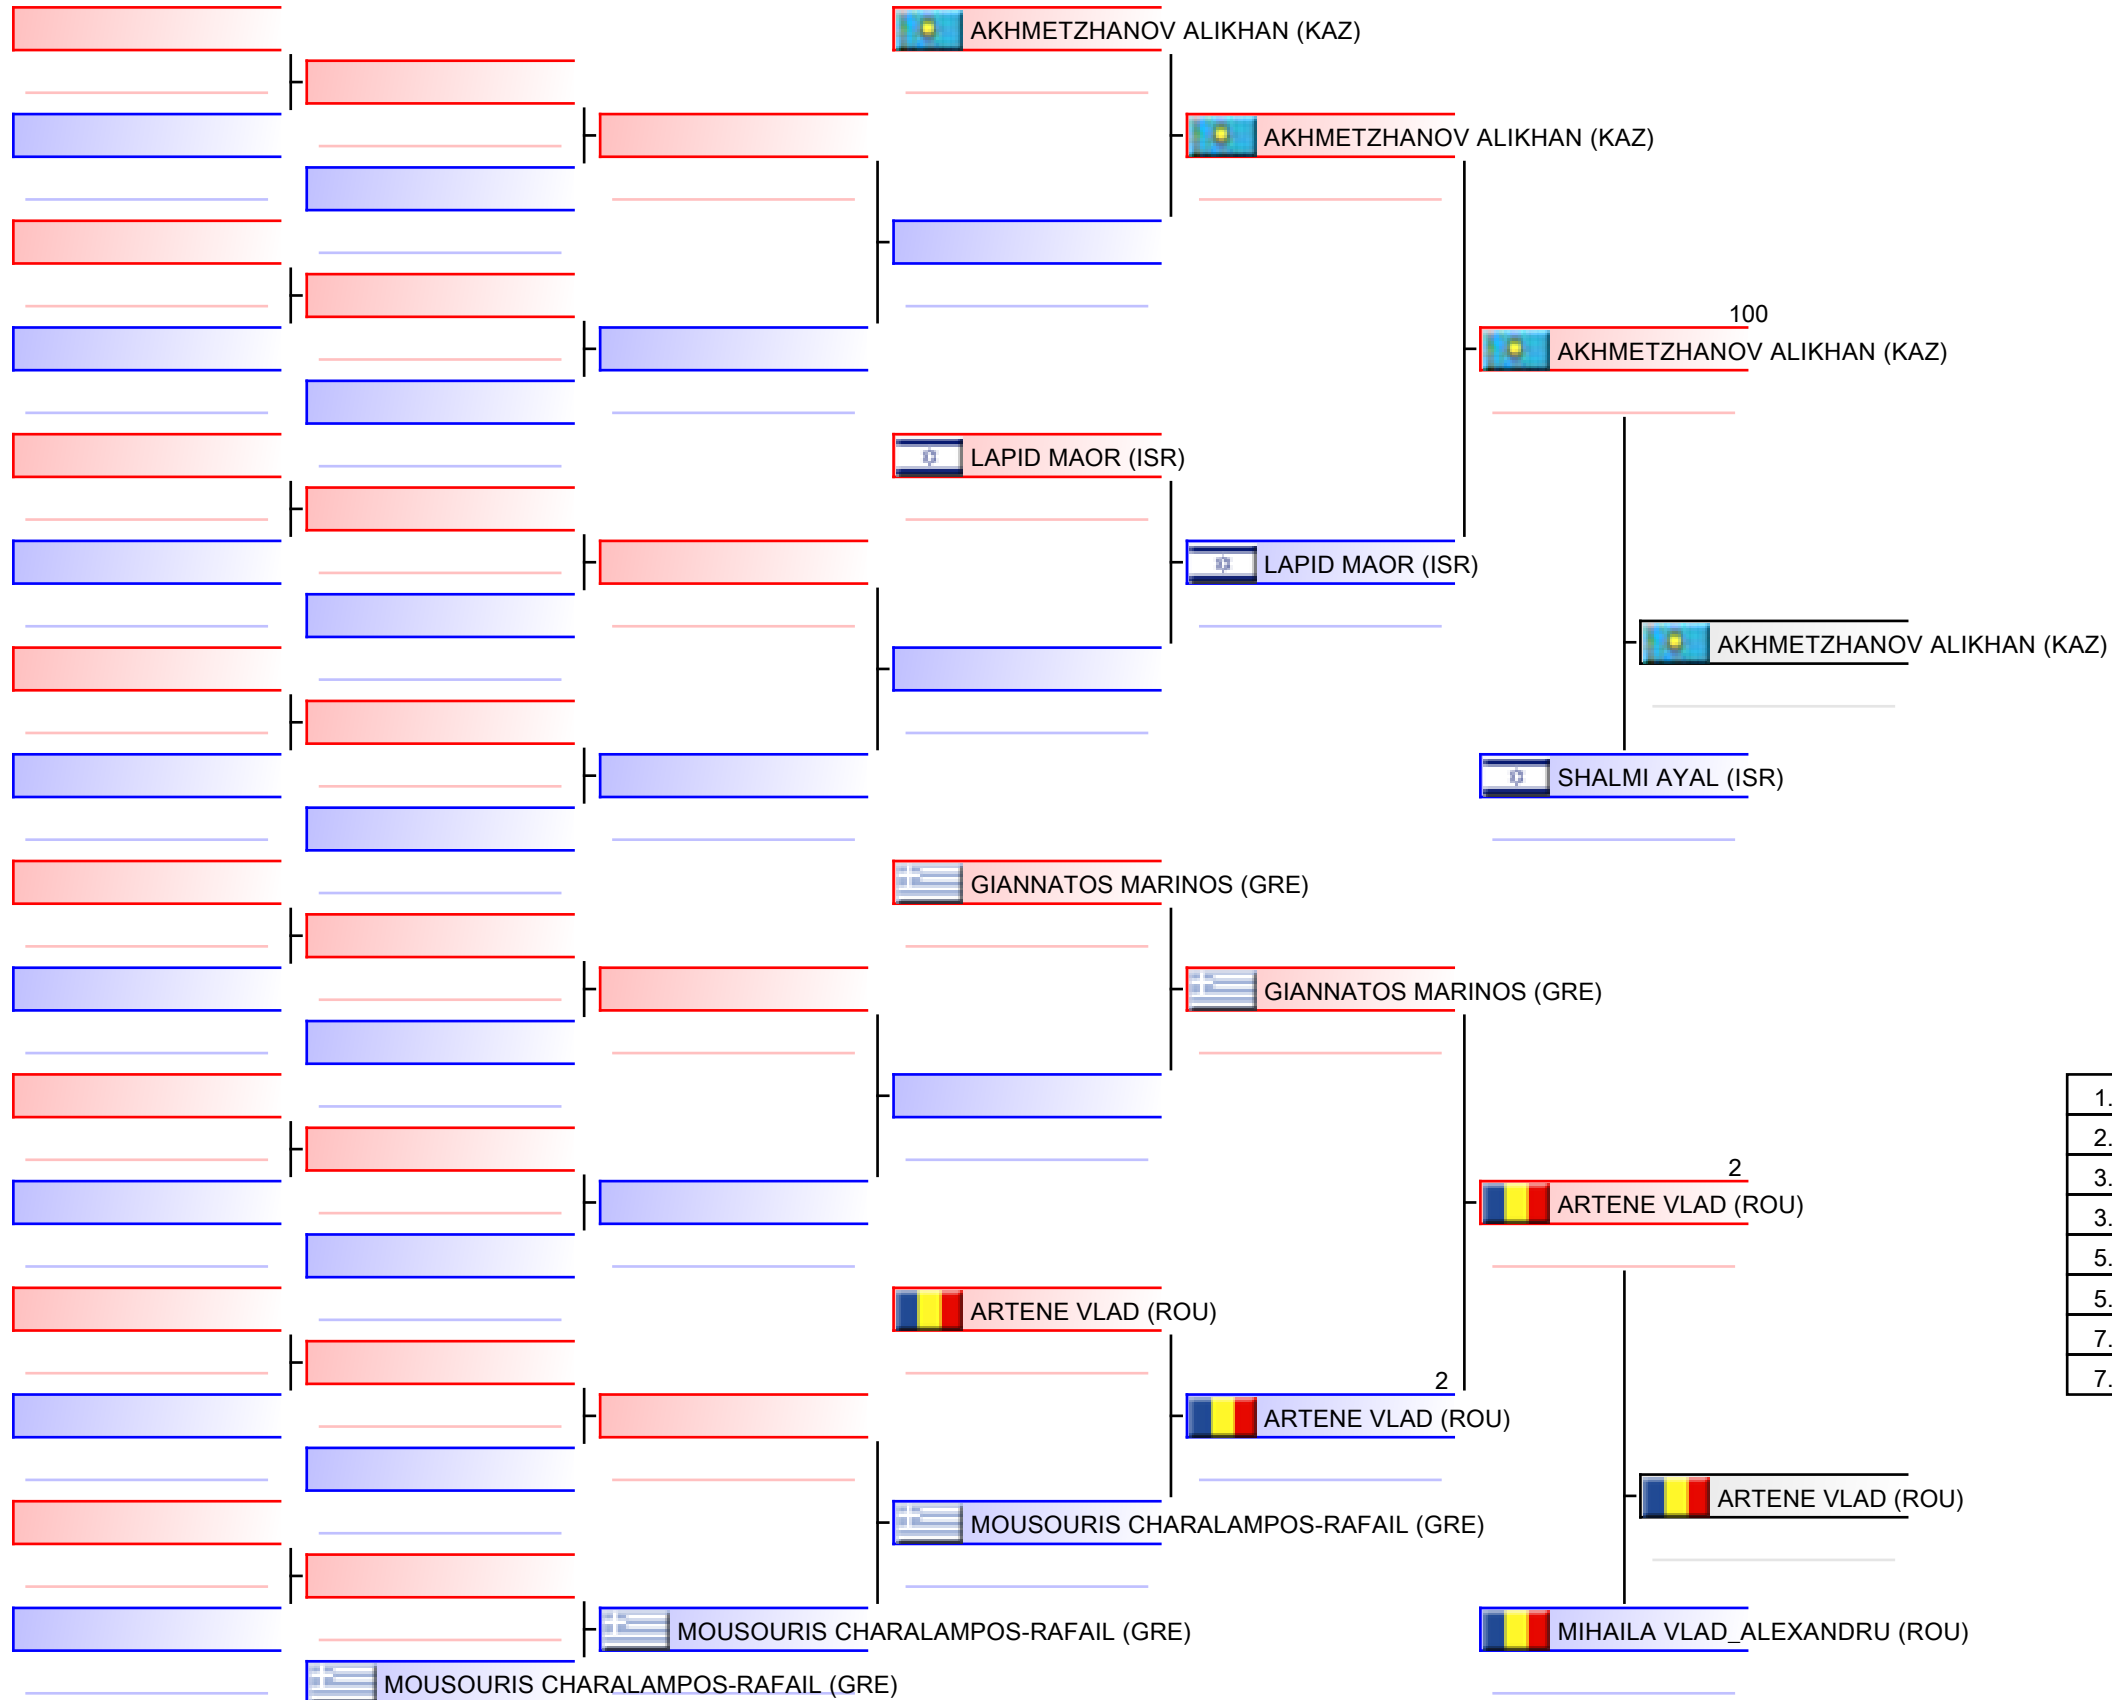 AKHMETZHANOV ALIKHAN (KAZ)
AKHMETZHANOV ALIKHAN (KAZ)
100
AKHMETZHANOV ALIKHAN (KAZ)
LAPID MAOR (ISR)
LAPID MAOR (ISR)
AKHMETZHANOV ALIKHAN (KAZ)
SHALMI AYAL (ISR)
GIANNATOS MARINOS (GRE)
GIANNATOS MARINOS (GRE)
1.
2.
3.
3.
5.
5.
7.
7.
2
ARTENE VLAD (ROU)
ARTENE VLAD (ROU)
2
ARTENE VLAD (ROU)
ARTENE VLAD (ROU)
MOUSOURIS CHARALAMPOS-RAFAIL (GRE)
MOUSOURIS CHARALAMPOS-RAFAIL (GRE)
MIHAILA VLAD_ALEXANDRU (ROU)
MOUSOURIS CHARALAMPOS-RAFAIL (GRE)